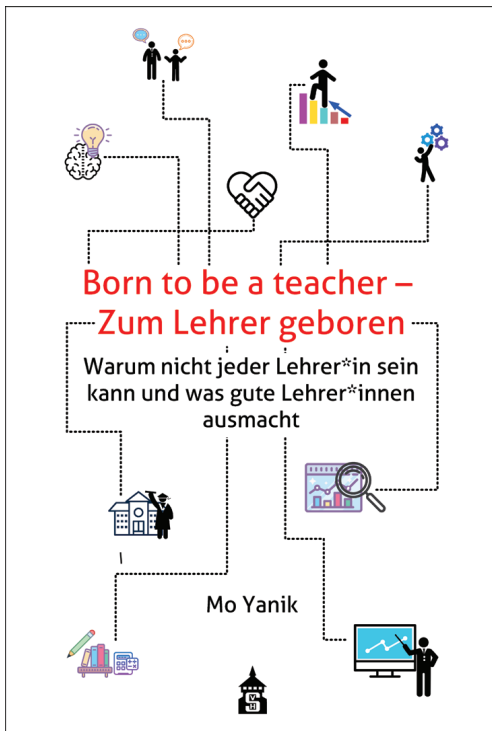 Born to be a teacher –
Zum Lehrer geboren
Warum nicht jeder Lehrer*in sein
kann und was gute Lehrer*innen
ausmacht
Mo Yanik
V
H